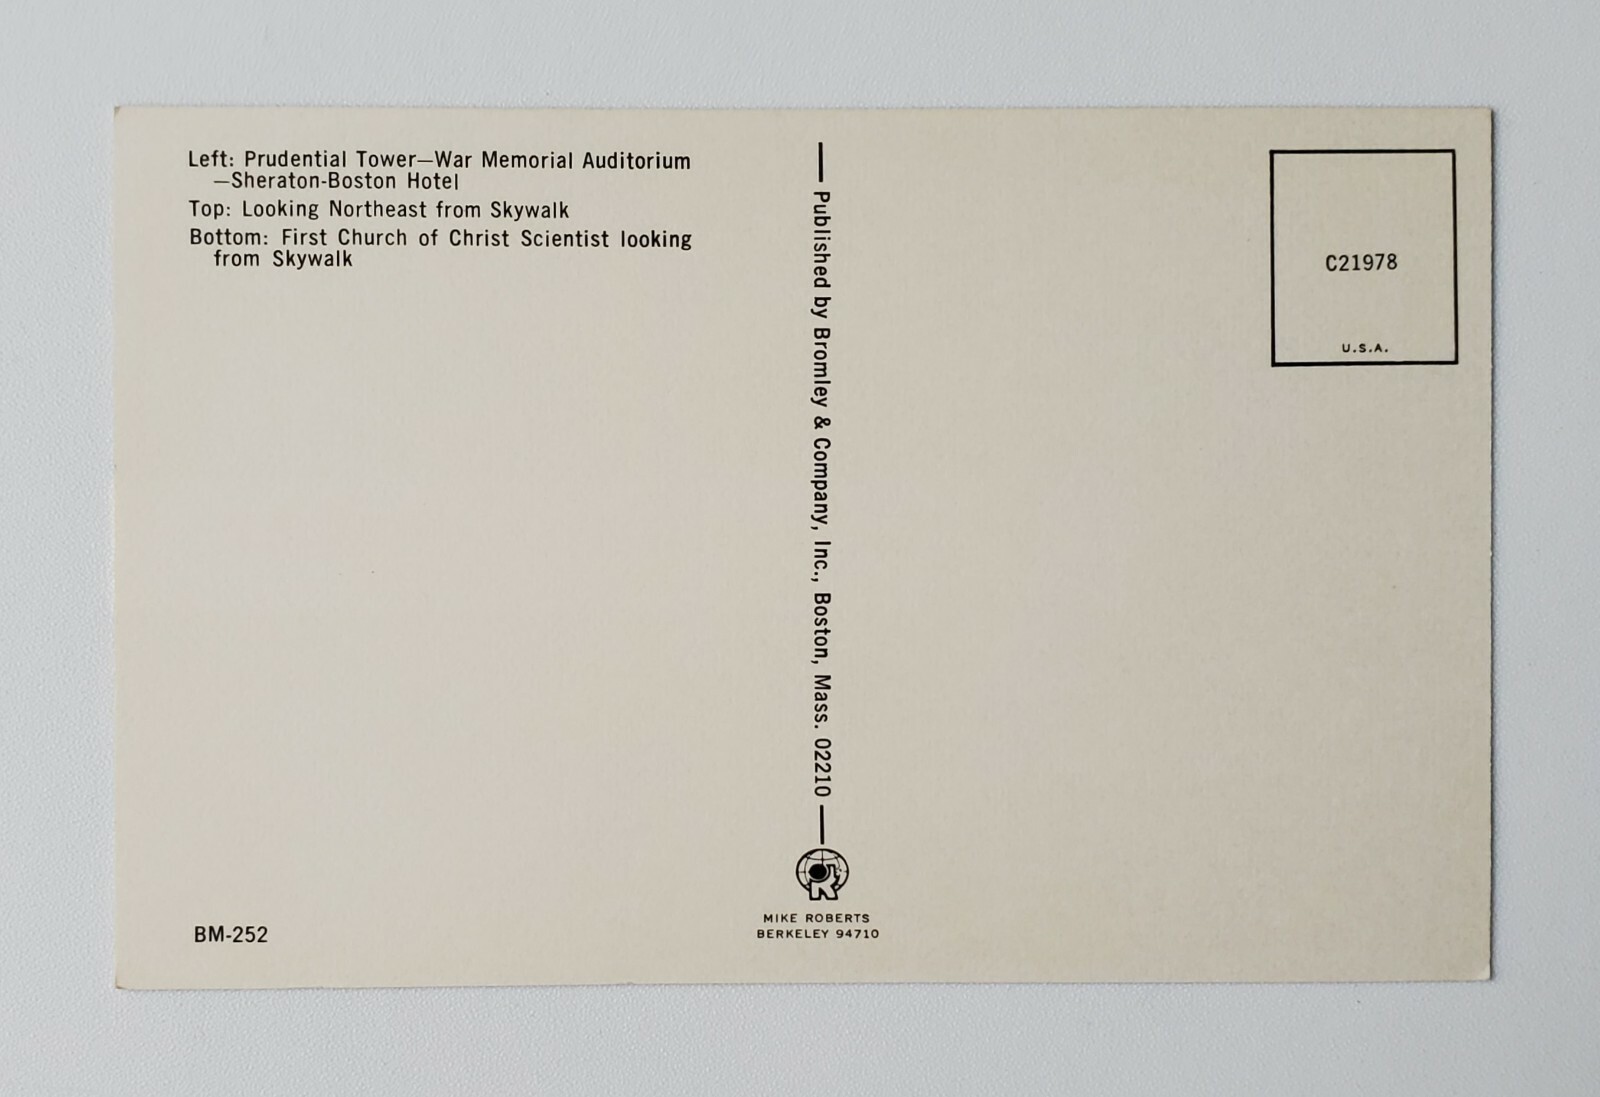 Left: Prudential Tower—War Memorial Auditorium
—Sheraton-Boston Hotel
Top: Looking Northeast from Skywalk
Bottom: First Church of Christ Scientist looking
from Skywalk
BM-252
Published by Bromley & Company, Inc., Boston, Mass. 02210
R
MIKE ROBERTS
BERKELEY 94710
C21978
U.S.A.